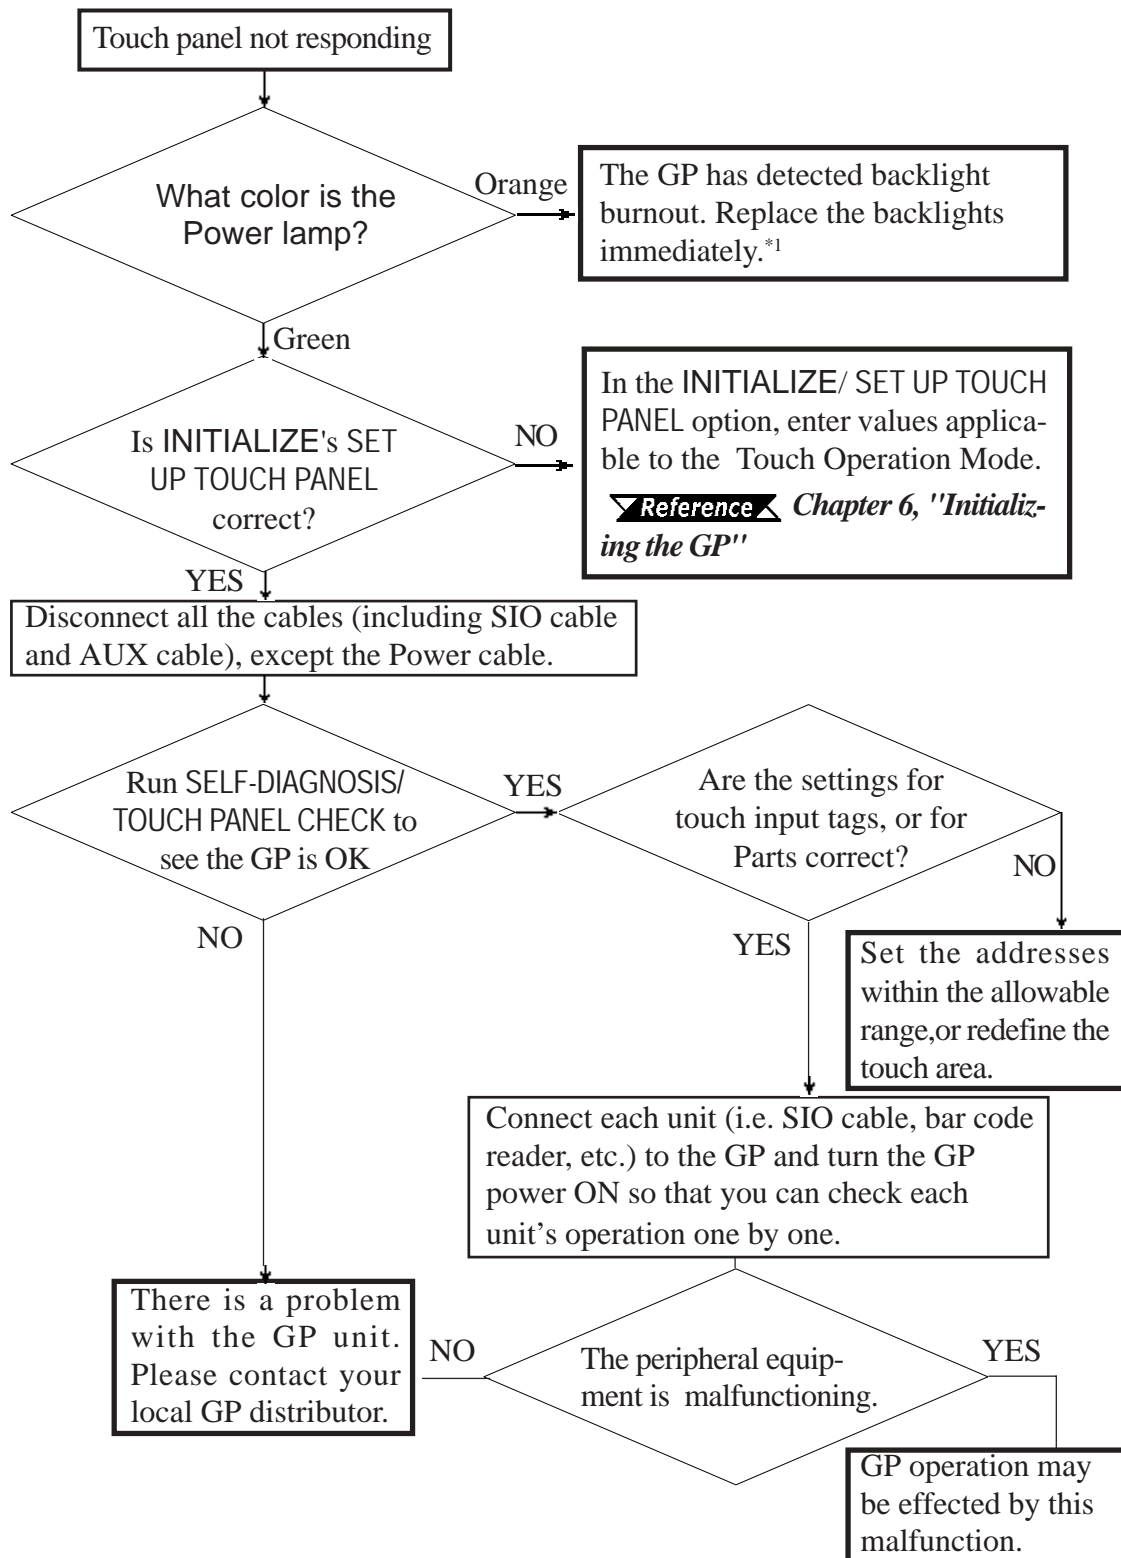 Touch panel not responding
What color is the
Power lamp?
Orange
The GP has detected backlight
burnout. Replace the backlights
immediately.*1
Green
Is INITIALIZE's SET
UP TOUCH PANEL
correct?
NO
In the INITIALIZE/ SET UP TOUCH
PANEL option, enter values applica-
ble to the Touch Operation Mode.
Reference Chapter 6, "Initializ-
ing the GP"
YES
Disconnect all the cables (including SIO cable
and AUX cable), except the Power cable.
Run SELF-DIAGNOSIS/
TOUCH PANEL CHECK to
see the GP is OK
YES
Are the settings for
touch input tags, or for
Parts correct?
NO
NO
YES
Set the addresses
within the allowable
range,or redefine the
touch area.
Connect each unit (i.e. SIO cable, bar code
reader, etc.) to the GP and turn the GP
power ON so that you can check each
unit's operation one by one.
There is a problem
with the GP unit.
Please contact your
local GP distributor.
NO
The peripheral equip-
ment is malfunctioning.
YES
GP operation may
be effected by this
malfunction.